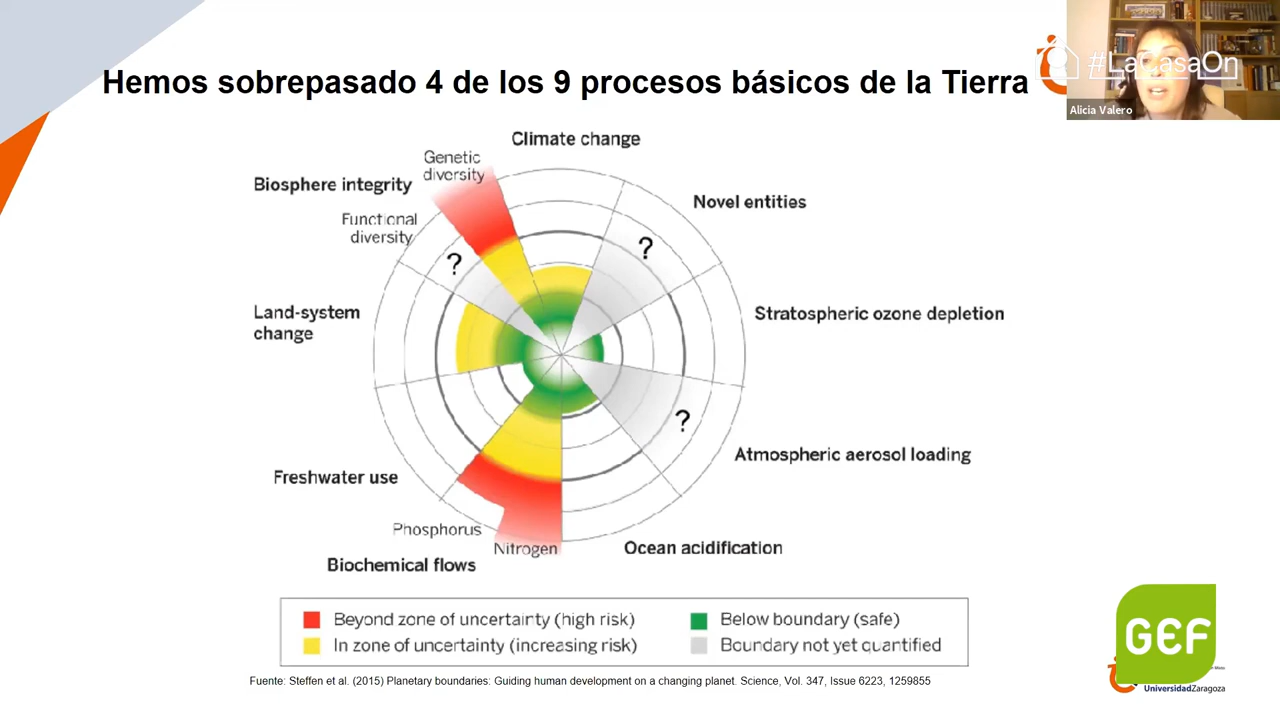 Hemos sobrepasado 4 de los 9 procesos básicos de la Tierra
#LaCasaOn
Alicia Valero
Climate change
Genetic
diversity
Biosphere integrity
Novel entities
Functional
diversity
?
?
Land-system
change
Stratospheric ozone depletion
?
Atmospheric aerosol loading
Freshwater use
Phosphorus
Nitrogen
Ocean acidification
Biochemical flows
Beyond zone of uncertainty (high risk)
Below boundary (safe)
In zone of uncertainty (increasing risk)
Boundary not yet quantified
GEF
Fuente: Steffen et al. (2015) Planetary boundaries: Guiding human development on a changing planet. Science, Vol. 347, Issue 6223, 1259855
UniversidadZaragoza